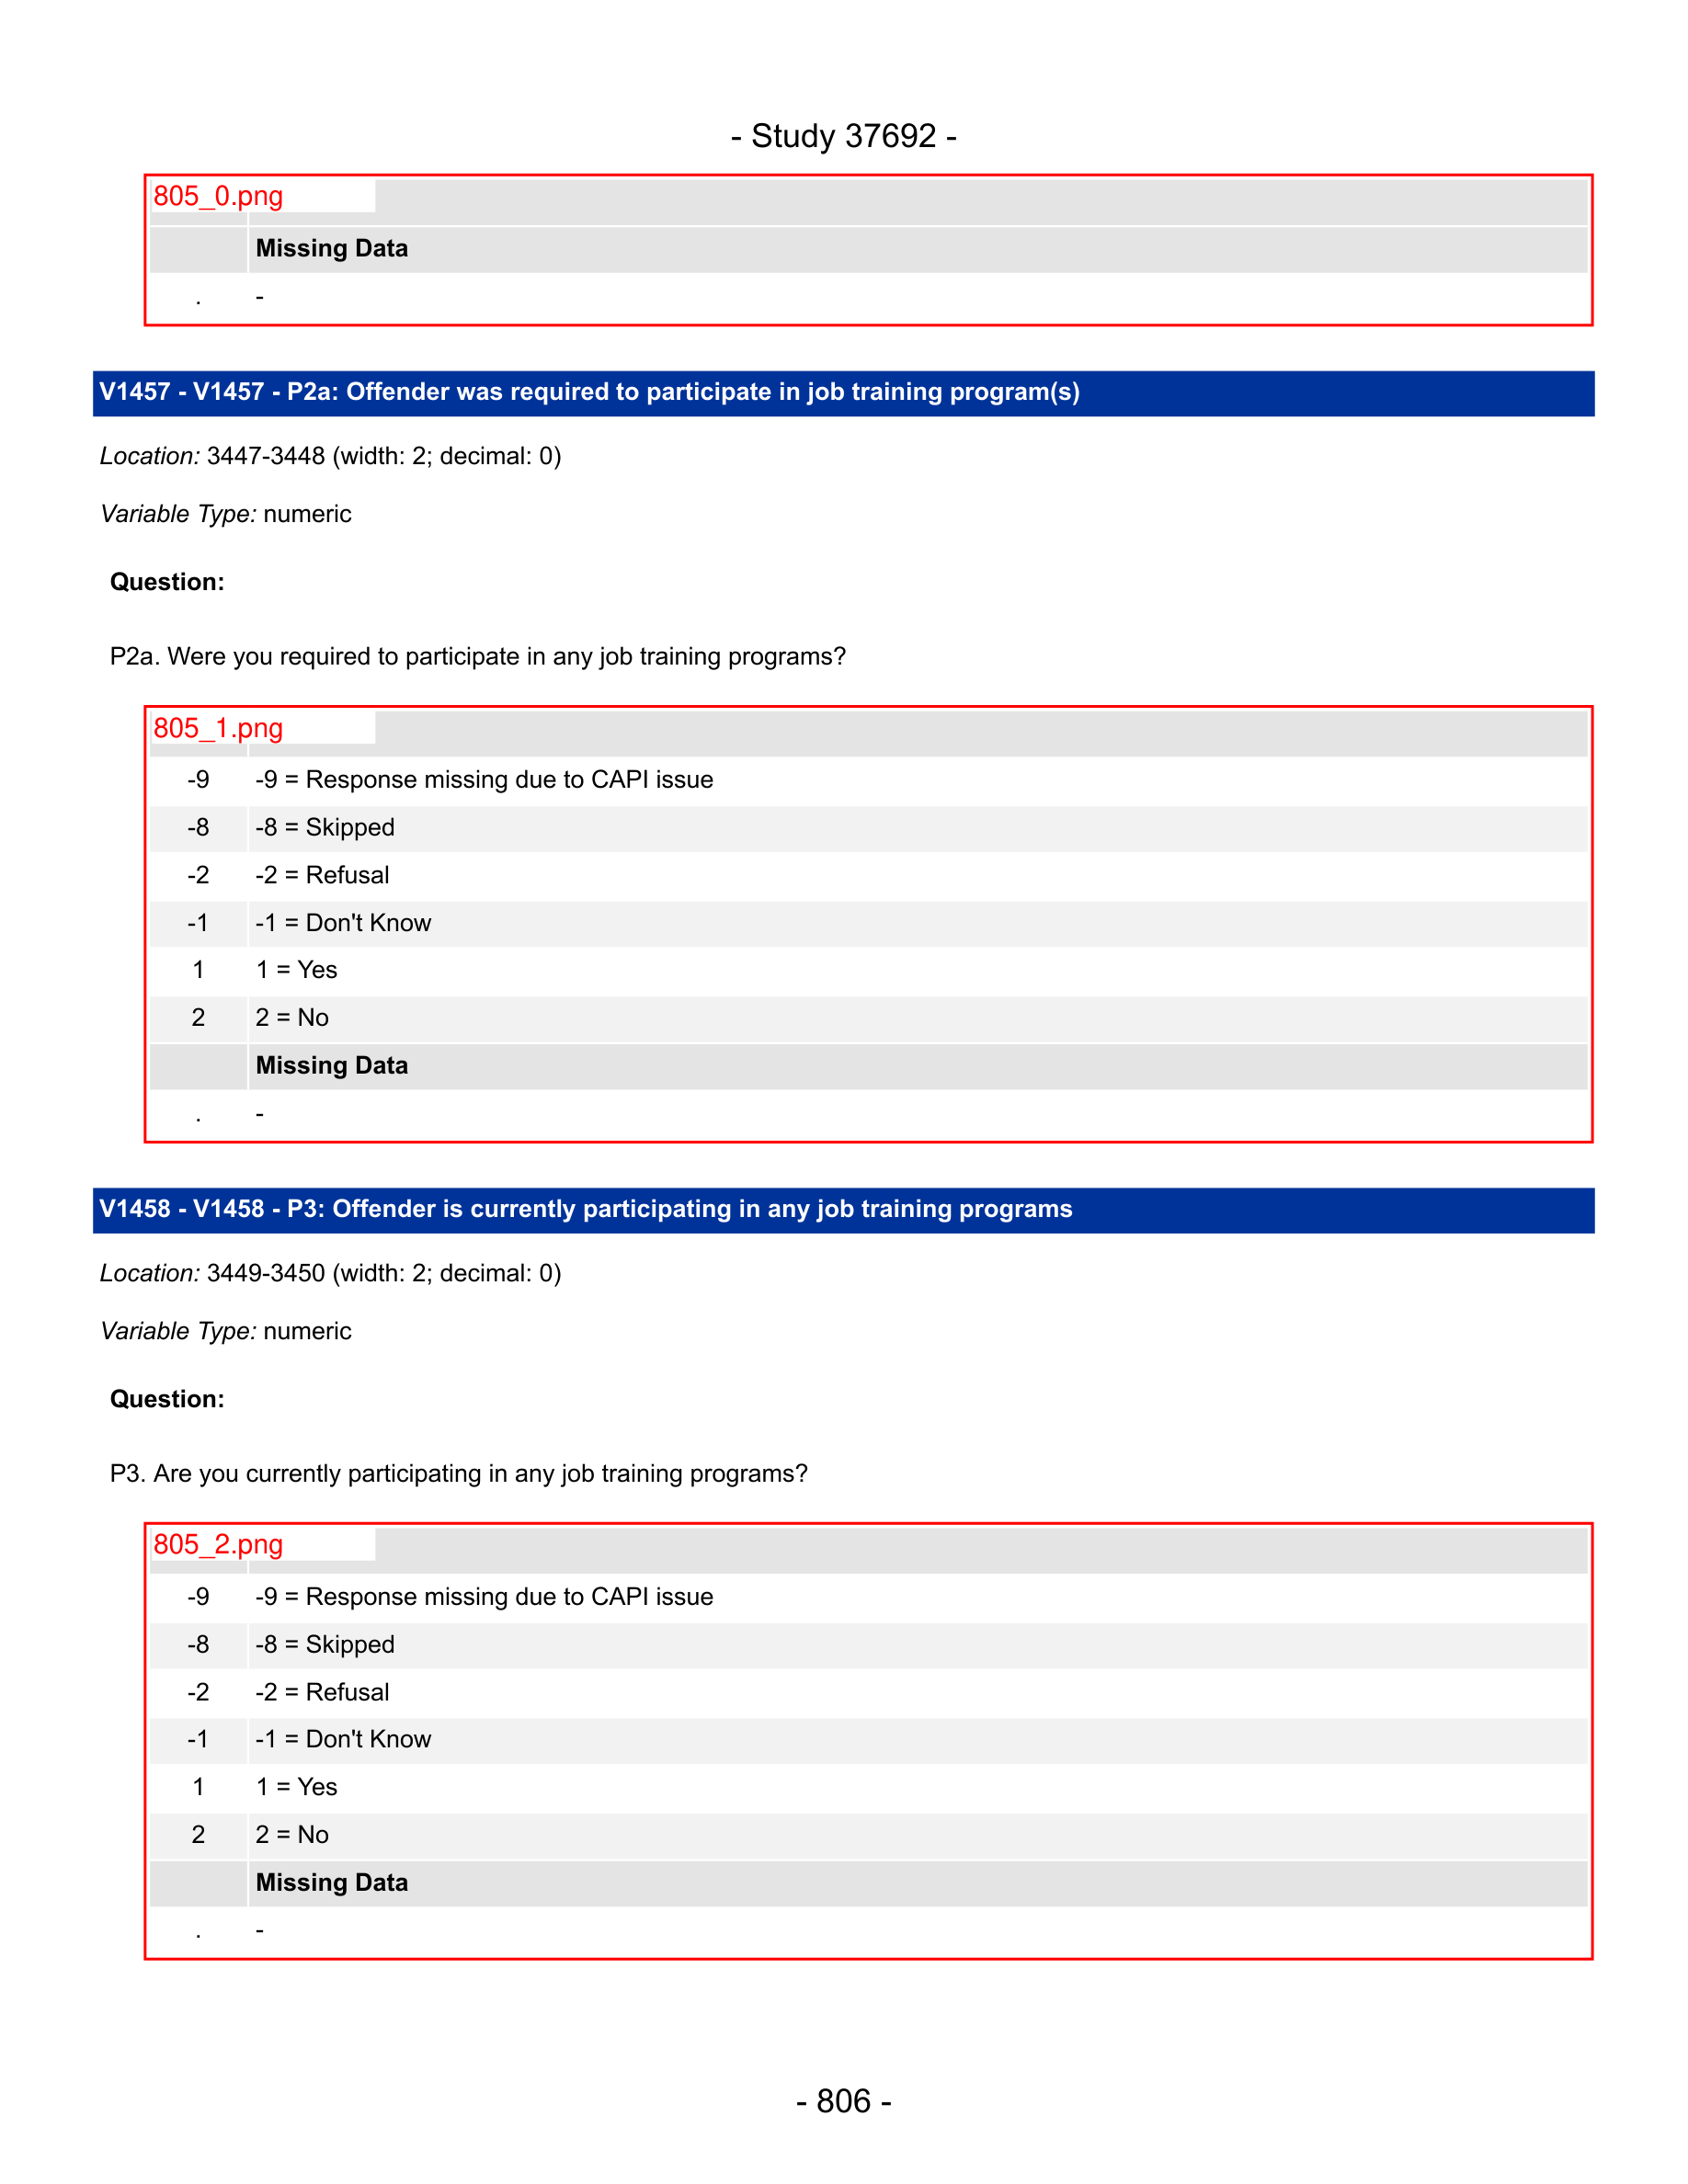 - Study 37692 -
805_0.png
Missing Data
. -
V1457 - V1457 - P2a: Offender was required to participate in job training program(s)
Location: 3447-3448 (width: 2; decimal: 0)
Variable Type: numeric
Question:
P2a. Were you required to participate in any job training programs?
805_1.png
-9 -9 = Response missing due to CAPI issue
-8 -8 = Skipped
-2 -2 = Refusal
-1 -1 = Don't Know
1 1 = Yes
2 2 = No
Missing Data
. -
V1458 - V1458 - P3: Offender is currently participating in any job training programs
Location: 3449-3450 (width: 2; decimal: 0)
Variable Type: numeric
Question:
P3. Are you currently participating in any job training programs?
805_2.png
-9 -9 = Response missing due to CAPI issue
-8 -8 = Skipped
-2 -2 = Refusal
-1 -1 = Don't Know
1 1 = Yes
2 2 = No
Missing Data
. -
- 806 -